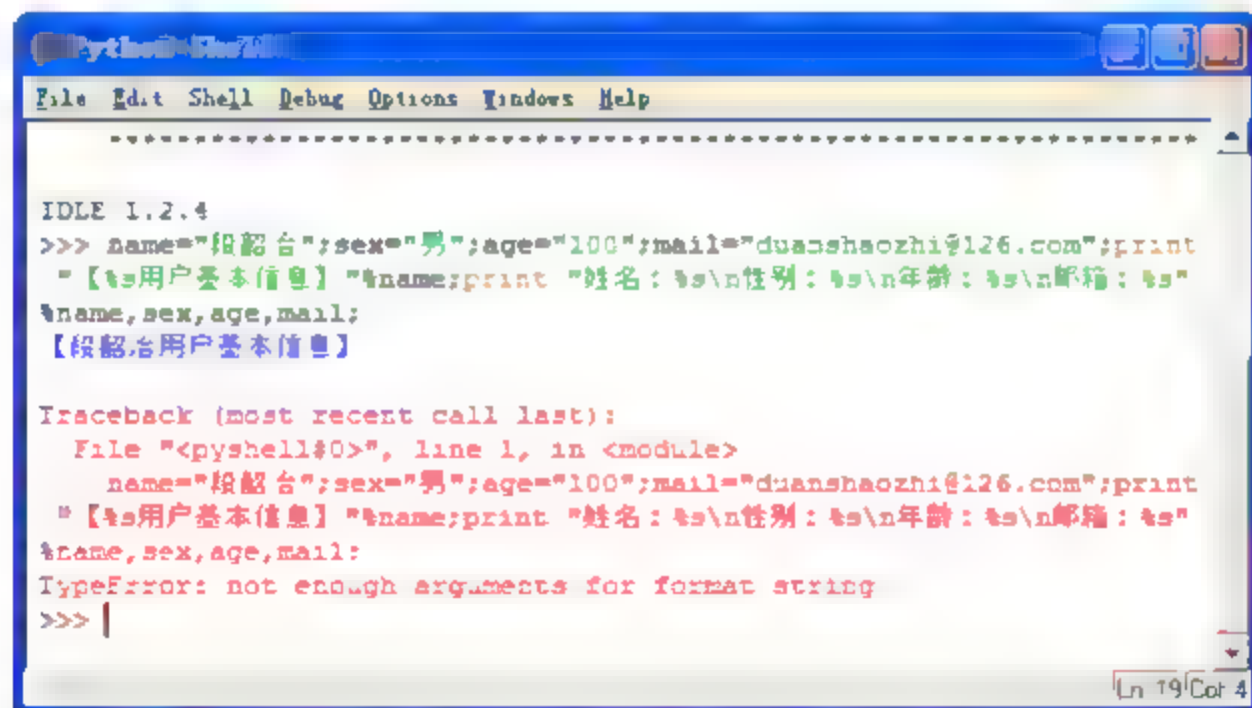 Python Shell
File Edit Shell Debug Options Windows Help
****************************************************************
IDLE 1.2.4
>>> name="段韶台";sex="男";age="100";mail="duanshaozhi@126.com";print
"【%s用户基本信息】"%name;print "姓名:%s\n性别:%s\n年龄:%s\n邮箱:%s"
%name,sex,age,mail;
【段韶台用户基本信息】
Traceback (most recent call last):
File "<pyshell#0>", line 1, in <module>
name="段韶台";sex="男";age="100";mail="duanshaozhi@126.com";print
"【%s用户基本信息】"%name;print "姓名:%s\n性别:%s\n年龄:%s\n邮箱:%s"
%name,sex,age,mail;
TypeError: not enough arguments for format string
>>>
Ln 19 Col 4